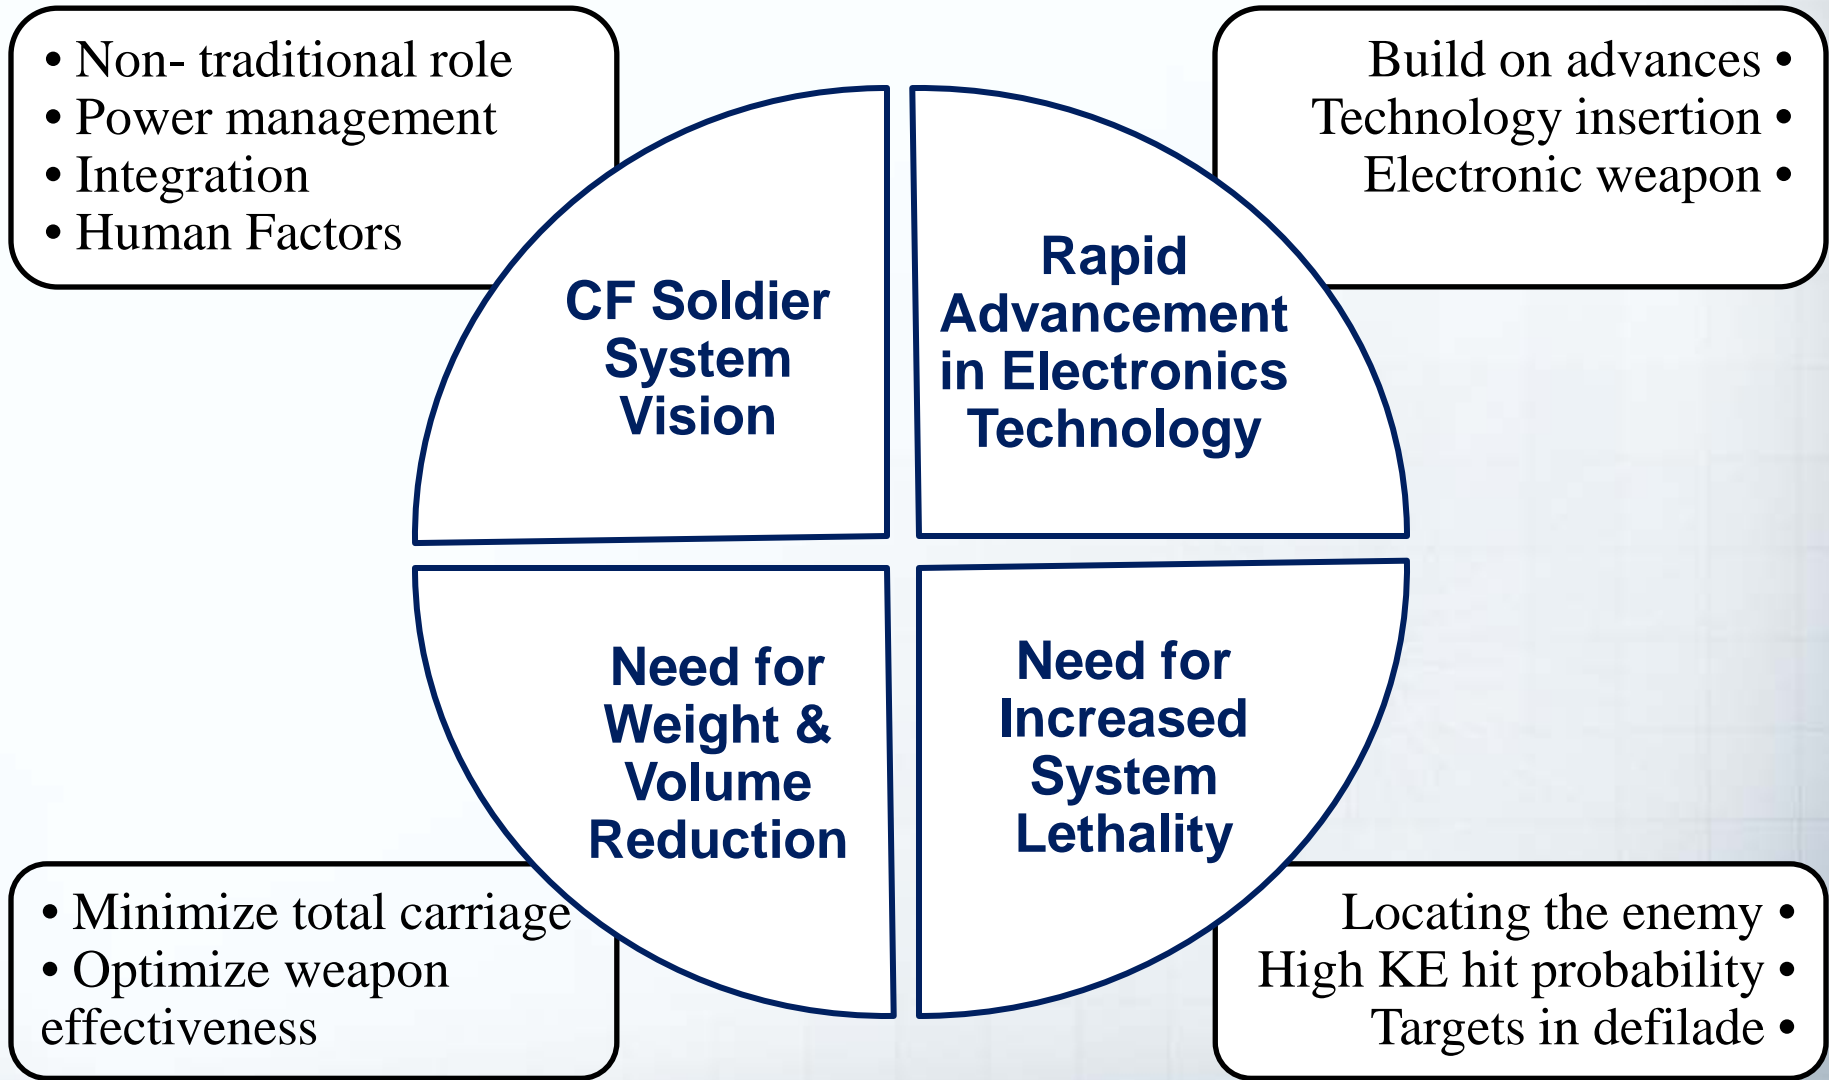 • Non- traditional role
• Power management
• Integration
• Human Factors
Build on advances •
Technology insertion •
Electronic weapon •
CF Soldier
System
Vision
Rapid
Advancement
in Electronics
Technology
Need for
Weight &
Volume
Reduction
Need for
Increased
System
Lethality
• Minimize total carriage
• Optimize weapon
effectiveness
Locating the enemy •
High KE hit probability •
Targets in defilade •